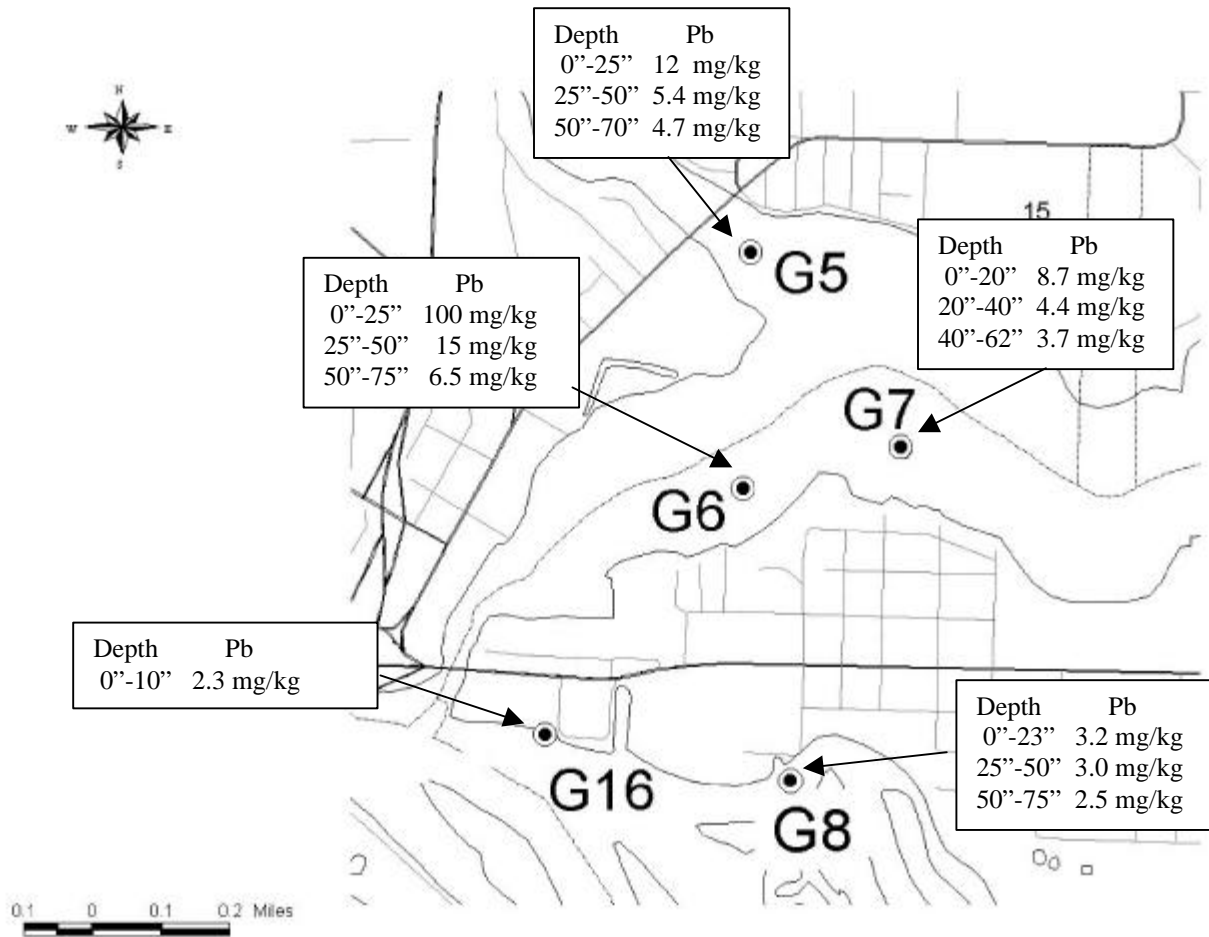 Depth Pb
0”-25” 12 mg/kg
25”-50” 5.4 mg/kg
50”-70” 4.7 mg/kg
N
W E
S
15
G5
Depth Pb
0”-20” 8.7 mg/kg
20”-40” 4.4 mg/kg
40”-62” 3.7 mg/kg
Depth Pb
0”-25” 100 mg/kg
25”-50” 15 mg/kg
50”-75” 6.5 mg/kg
G7
G6
Depth Pb
0”-10” 2.3 mg/kg
Depth Pb
0”-23” 3.2 mg/kg
25”-50” 3.0 mg/kg
50”-75” 2.5 mg/kg
G16
G8
0.1 0 0.1 0.2 Miles